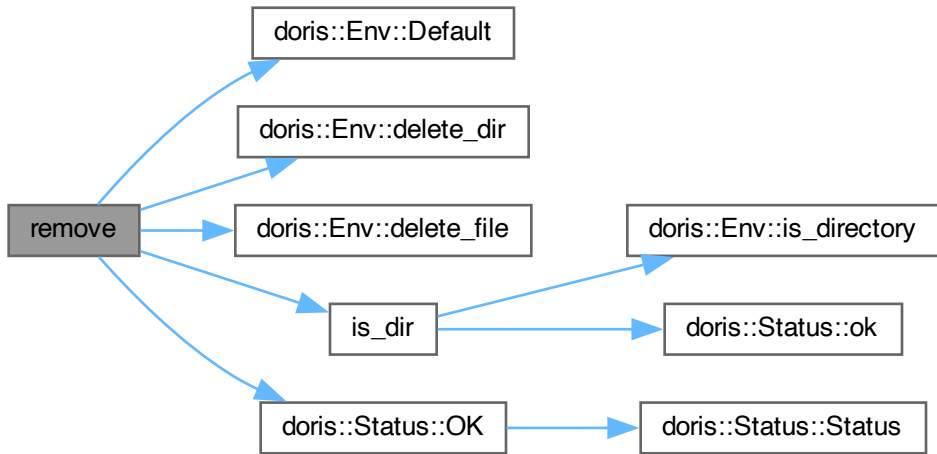 doris::Env::Default
doris::Env::delete_dir
remove
doris::Env::delete_file
doris::Env::is_directory
is_dir
doris::Status::ok
doris::Status::OK
doris::Status::Status